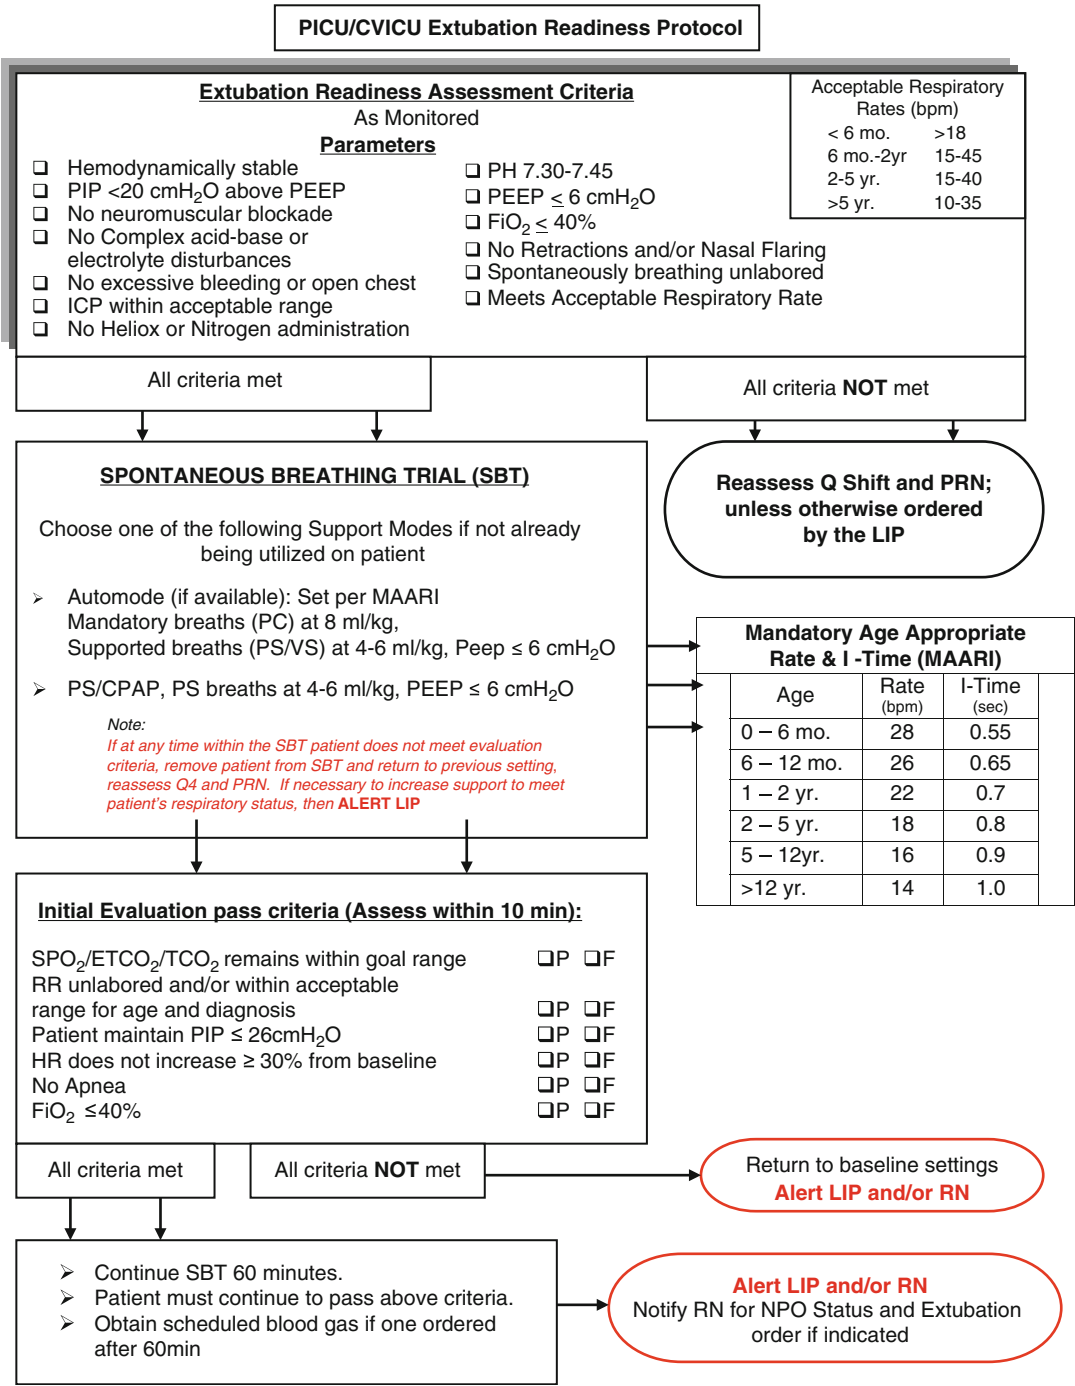 PICU/CVICU Extubation Readiness Protocol
Extubation Readiness Assessment Criteria
As Monitored
Parameters
❑ Hemodynamically stable
❑ PIP <20 cmH₂O above PEEP
❑ No neuromuscular blockade
❑ No Complex acid-base or
electrolyte disturbances
❑ No excessive bleeding or open chest
❑ ICP within acceptable range
❑ No Heliox or Nitrogen administration
❑ PH 7.30-7.45
❑ PEEP ≤ 6 cmH₂O
❑ FiO₂ ≤ 40%
❑ No Retractions and/or Nasal Flaring
❑ Spontaneously breathing unlabored
❑ Meets Acceptable Respiratory Rate
Acceptable Respiratory
Rates (bpm)
< 6 mo. >18
6 mo.-2yr 15-45
2-5 yr. 15-40
>5 yr. 10-35
All criteria met
All criteria NOT met
SPONTANEOUS BREATHING TRIAL (SBT)
Choose one of the following Support Modes if not already
being utilized on patient
➢ Automode (if available): Set per MAARI
Mandatory breaths (PC) at 8 ml/kg,
Supported breaths (PS/VS) at 4-6 ml/kg, Peep ≤ 6 cmH₂O
➢ PS/CPAP, PS breaths at 4-6 ml/kg, PEEP ≤ 6 cmH₂O
Note:
If at any time within the SBT patient does not meet evaluation
criteria, remove patient from SBT and return to previous setting,
reassess Q4 and PRN. If necessary to increase support to meet
patient's respiratory status, then ALERT LIP
Reassess Q Shift and PRN;
unless otherwise ordered
by the LIP
Mandatory Age Appropriate
Rate & I -Time (MAARI)
Age Rate (bpm) I-Time (sec)
0 – 6 mo. 28 0.55
6 – 12 mo. 26 0.65
1 – 2 yr. 22 0.7
2 – 5 yr. 18 0.8
5 – 12yr. 16 0.9
>12 yr. 14 1.0
Initial Evaluation pass criteria (Assess within 10 min):
SPO₂/ETCO₂/TCO₂ remains within goal range ❑P ❑F
RR unlabored and/or within acceptable
range for age and diagnosis ❑P ❑F
Patient maintain PIP ≤ 26cmH₂O ❑P ❑F
HR does not increase ≥ 30% from baseline ❑P ❑F
No Apnea ❑P ❑F
FiO₂ ≤40% ❑P ❑F
All criteria met
All criteria NOT met
Return to baseline settings
Alert LIP and/or RN
➢ Continue SBT 60 minutes.
➢ Patient must continue to pass above criteria.
➢ Obtain scheduled blood gas if one ordered
after 60min
Alert LIP and/or RN
Notify RN for NPO Status and Extubation
order if indicated